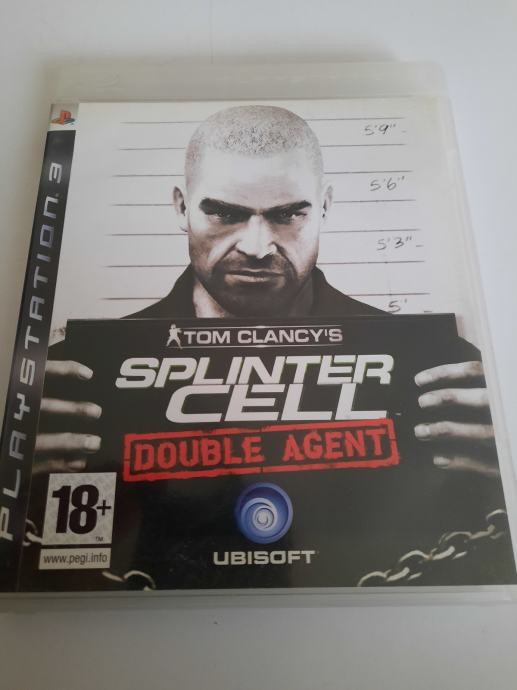 PLAYSTATION 3
5'9"
5'6"
5'3"
5'
TOM CLANCY'S
SPLINTER
CELL
DOUBLE AGENT
18+
www.pegi.info
UBISOFT